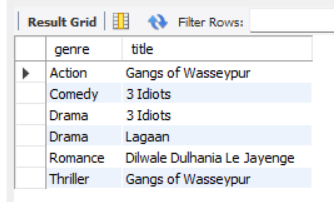 Result Grid Filter Rows:
genre title
Action Gangs of Wasseypur
Comedy 3 Idiots
Drama 3 Idiots
Drama Lagaan
Romance Dilwale Dulhania Le Jayenge
Thriller Gangs of Wasseypur